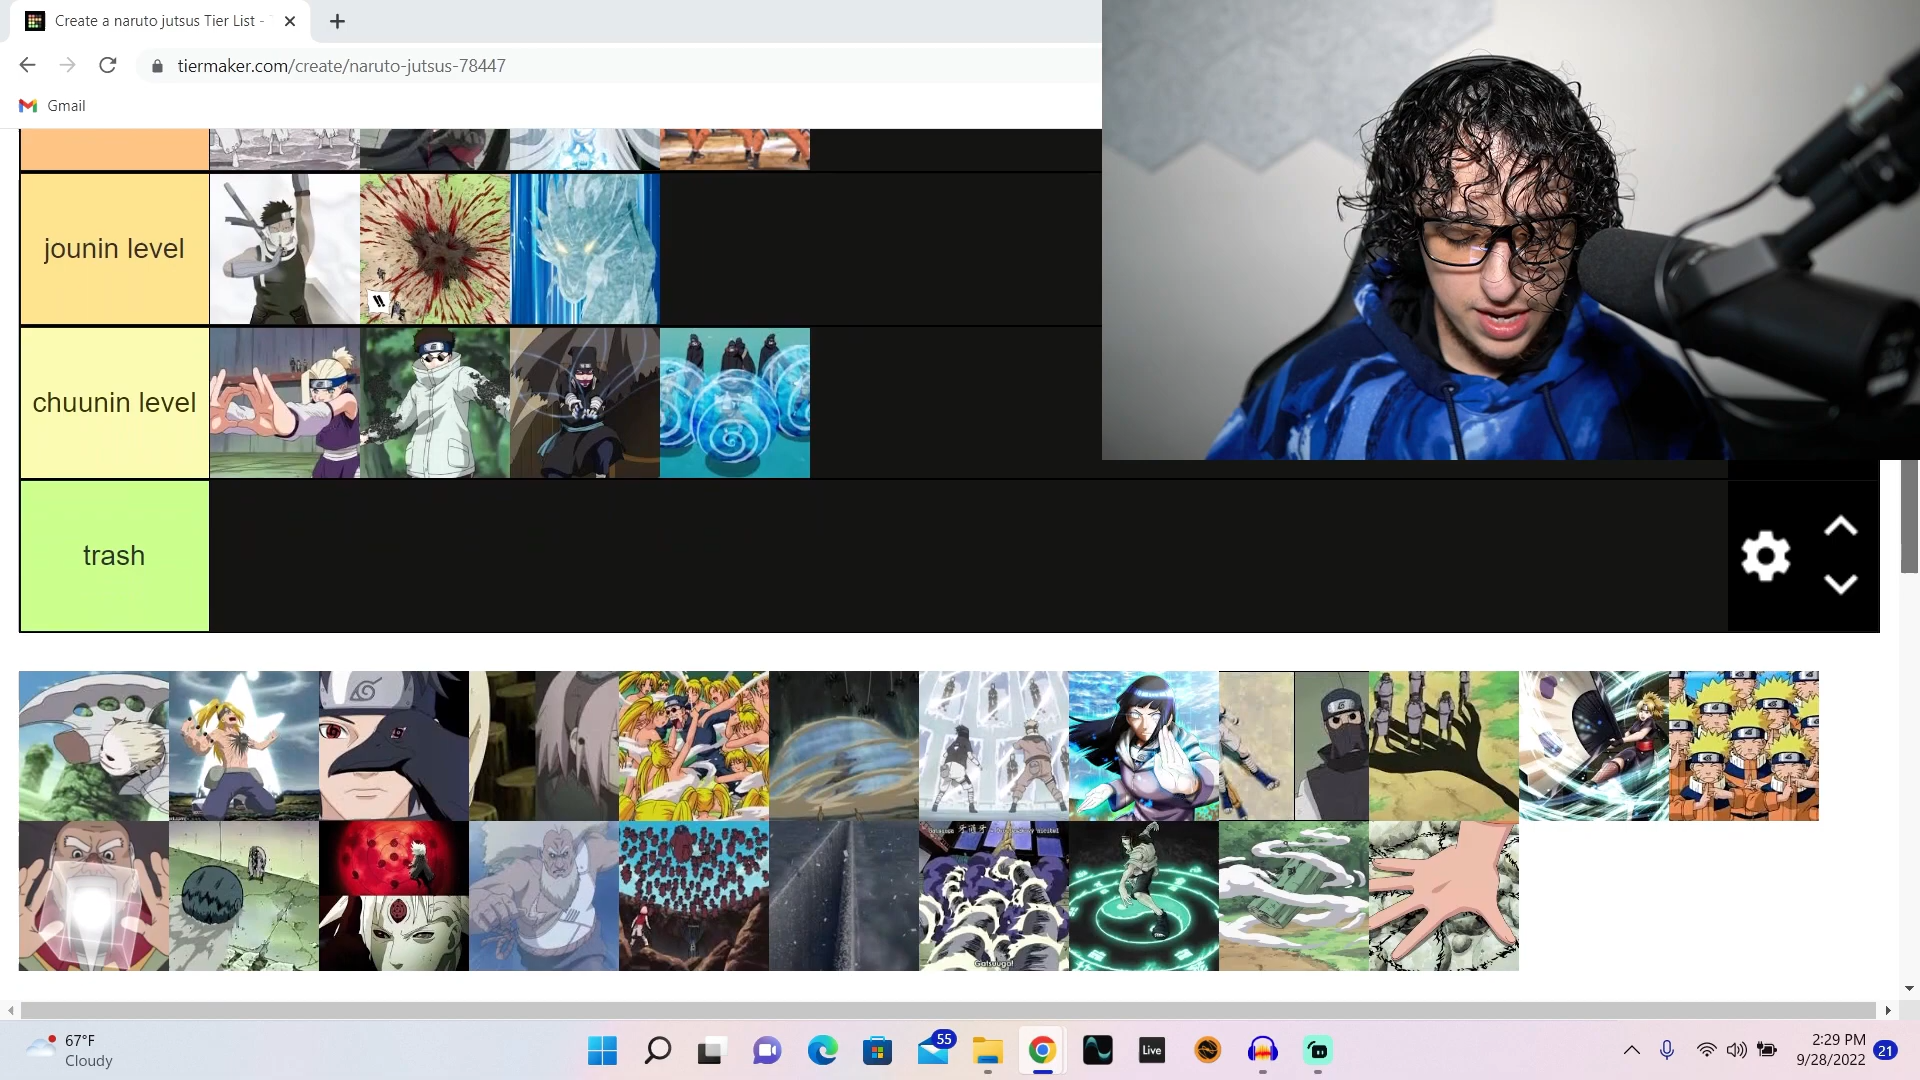 Create a naruto jutsus Tier List -
tiermaker.com/create/naruto-jutsus-78447
Gmail
jounin level
chuunin level
trash
Gatsuuga!
55
Live
67°F
Cloudy
2:29 PM
9/28/2022
21